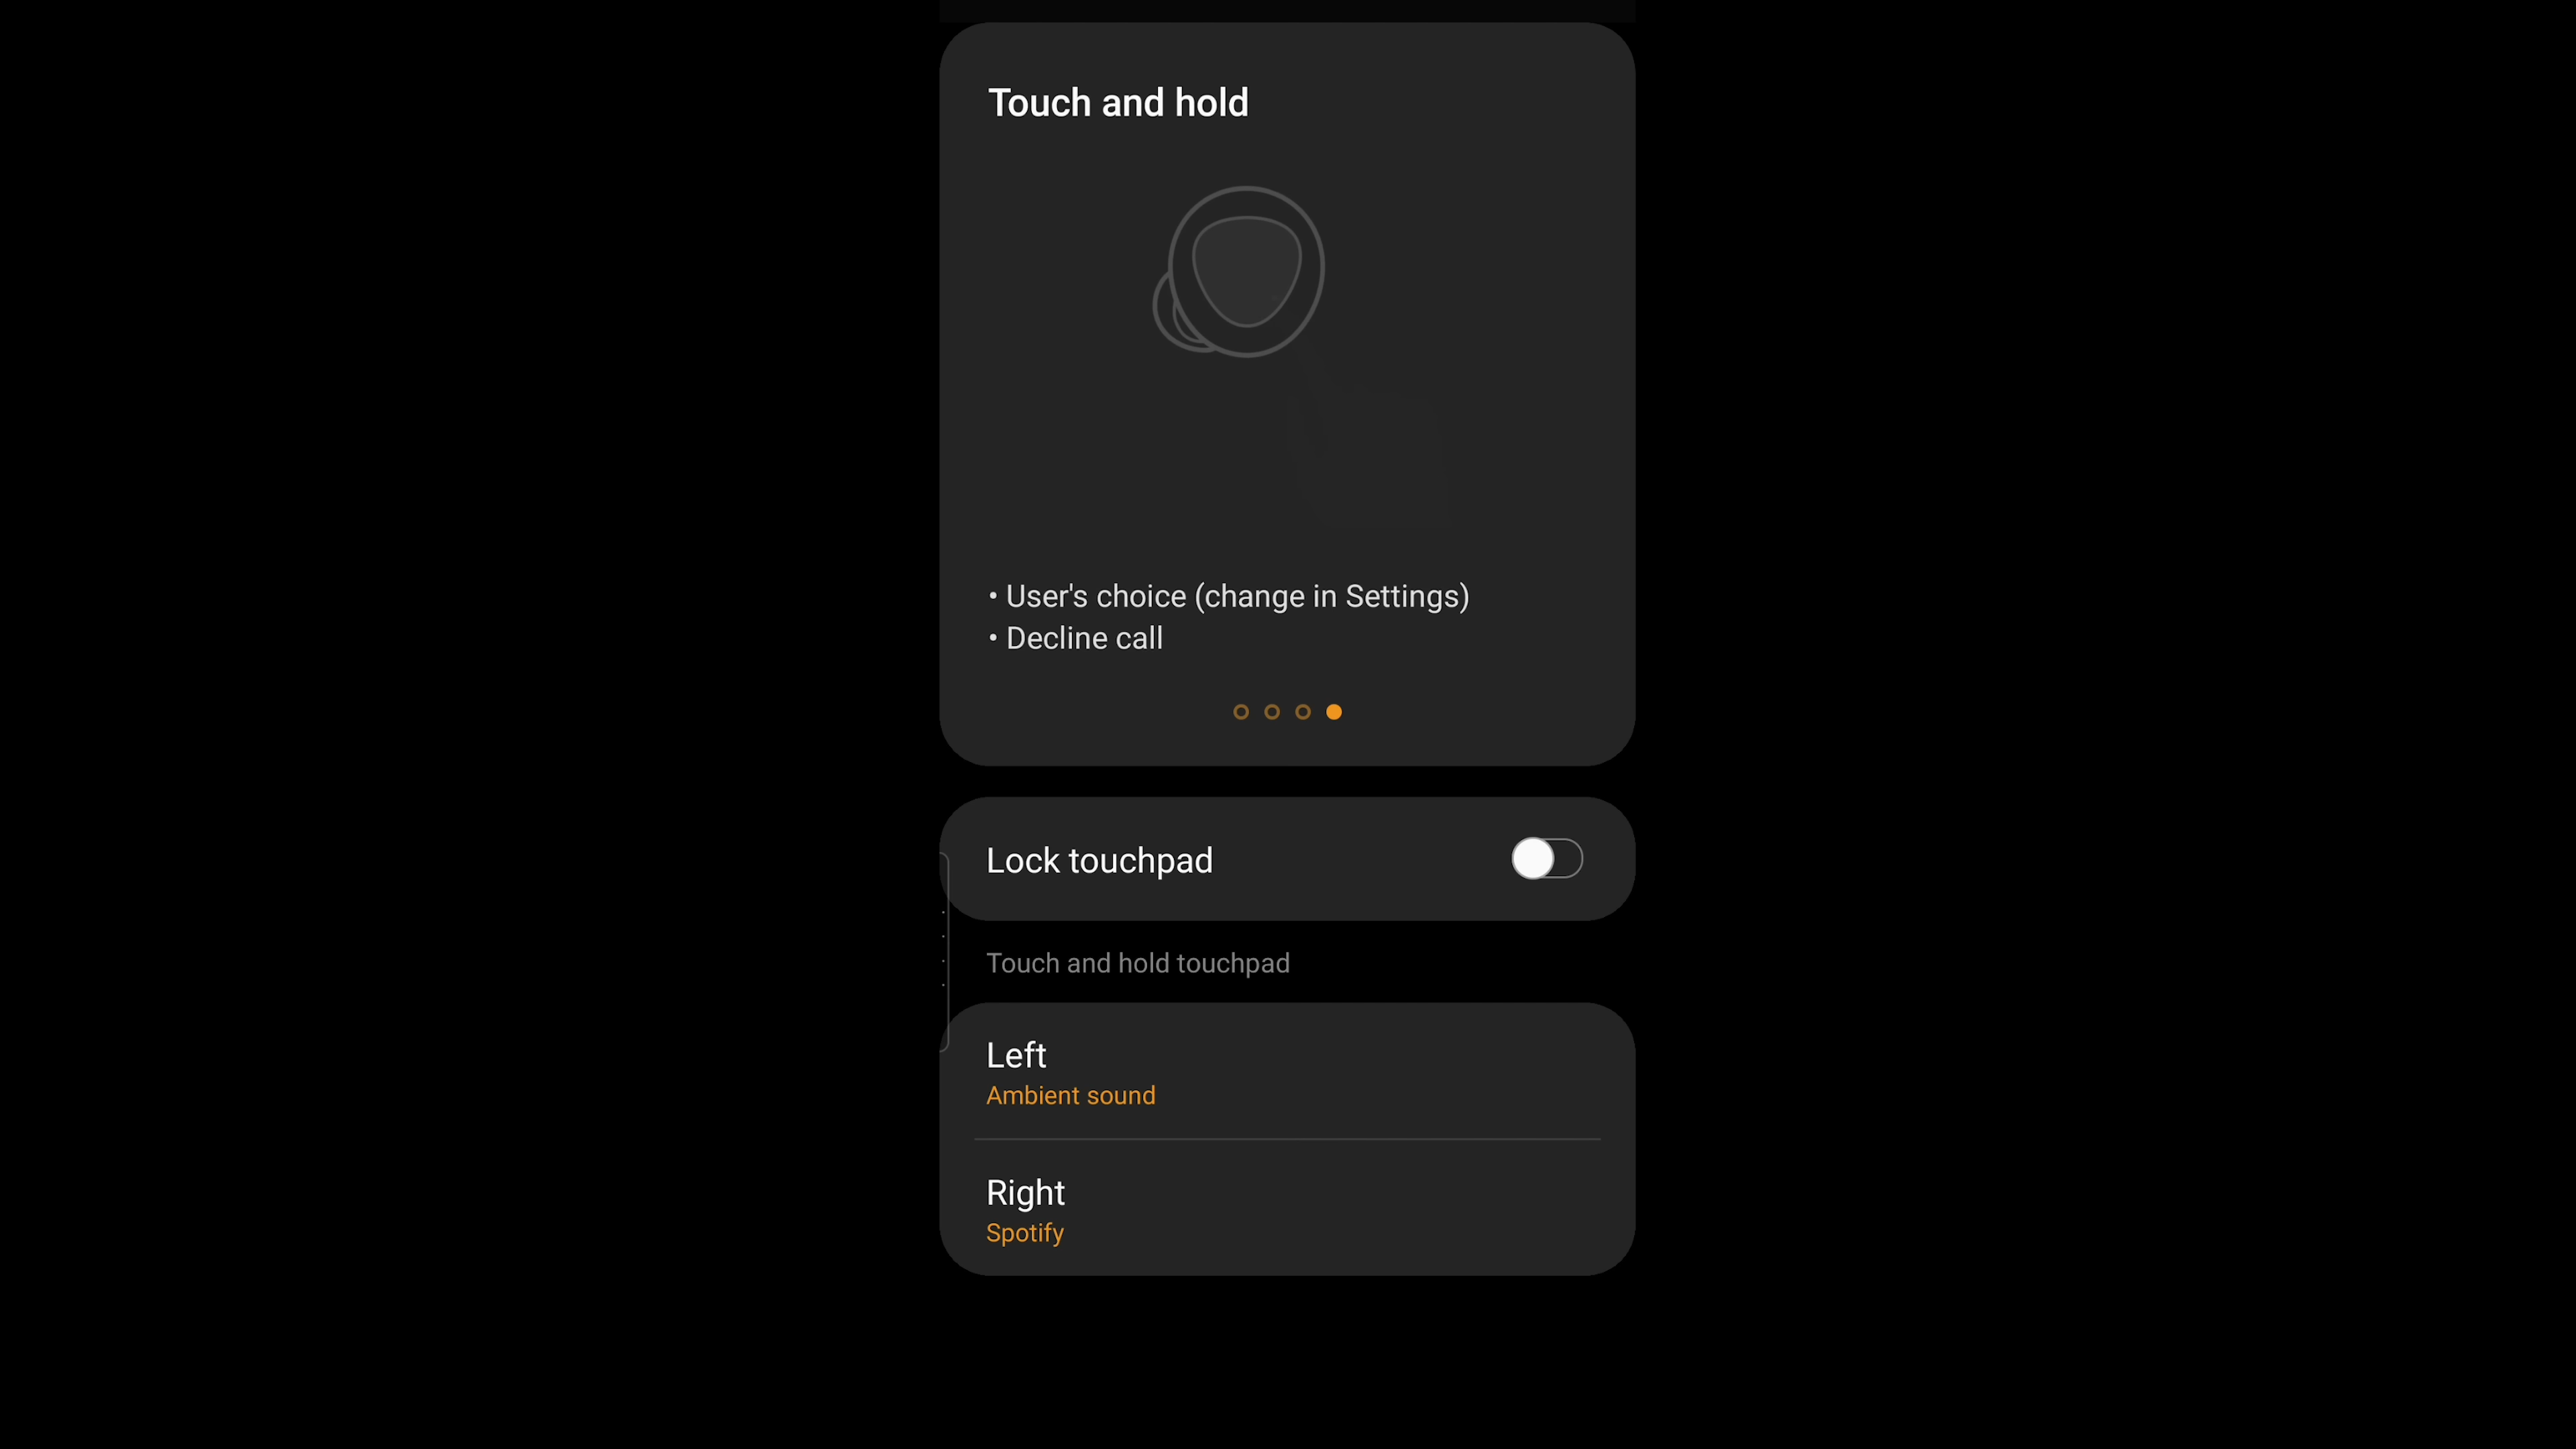 Touch and hold
• User's choice (change in Settings)
• Decline call
Lock touchpad
Touch and hold touchpad
Left
Ambient sound
Right
Spotify